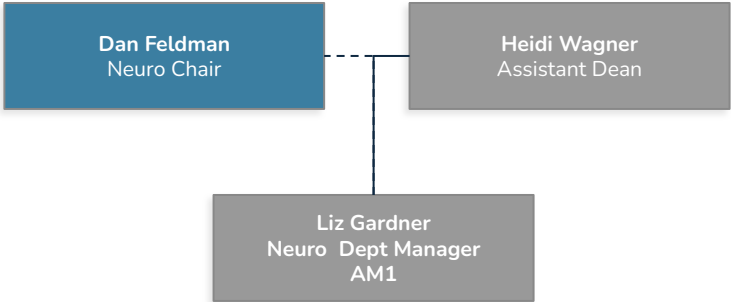 Dan Feldman
Neuro Chair
Heidi Wagner
Assistant Dean
Liz Gardner
Neuro  Dept Manager
AM1